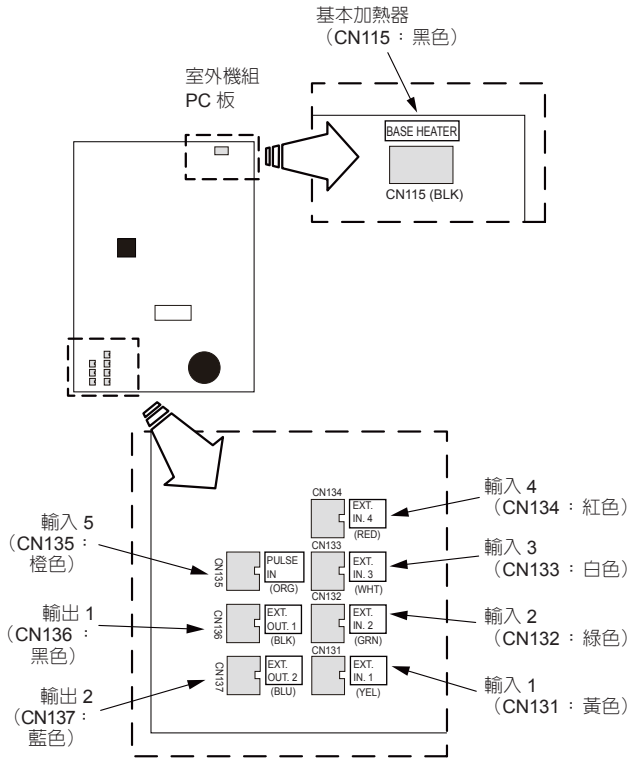 基本加熱器
（CN115：黑色）
室外機組
PC 板
BASE HEATER
CN115 (BLK)
輸入 5
（CN135：
橙色）
輸出 1
（CN136：
黑色）
輸出 2
（CN137：
藍色）
CN134
EXT.
IN. 4
(RED)
CN135
PULSE
IN
(ORG)
CN133
EXT.
IN. 3
(WHT)
CN136
EXT.
OUT. 1
(BLK)
CN132
EXT.
IN. 2
(GRN)
CN137
EXT.
OUT. 2
(BLU)
CN131
EXT.
IN. 1
(YEL)
輸入 4
（CN134：紅色）
輸入 3
（CN133：白色）
輸入 2
（CN132：綠色）
輸入 1
（CN131：黃色）